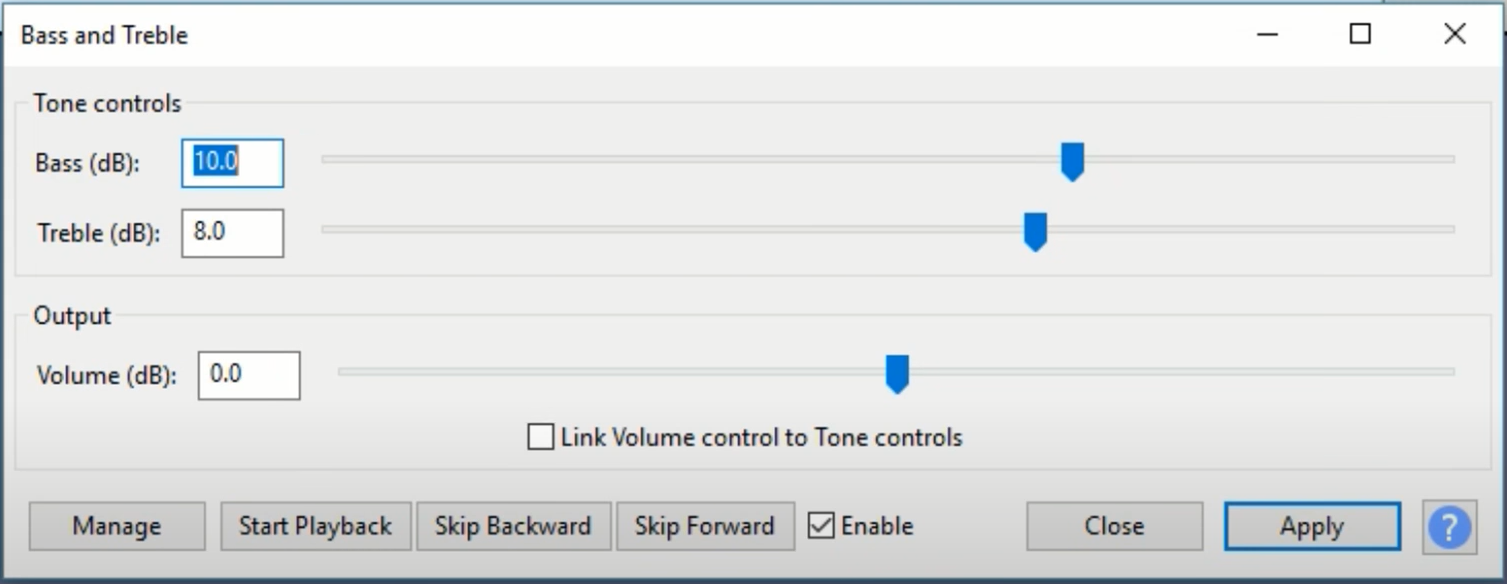 Bass and Treble
Tone controls
Bass (dB): 10.0
Treble (dB): 8.0
Output
Volume (dB): 0.0
Link Volume control to Tone controls
Manage Start Playback Skip Backward Skip Forward Enable Close Apply ?